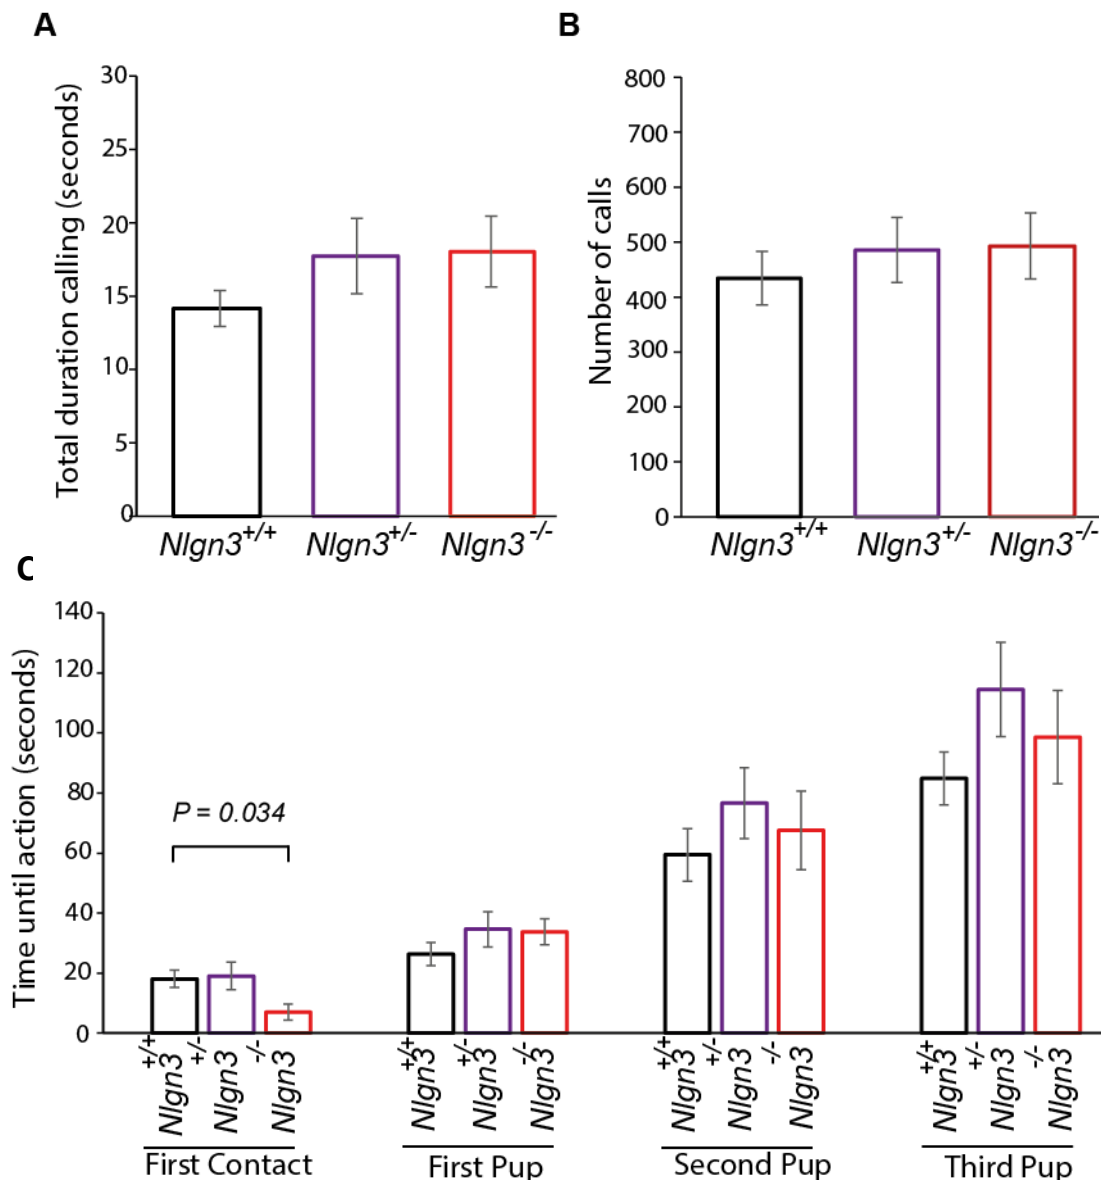 A
B
Total duration calling (seconds)
30
25
20
15
10
5
0
Nlgn3+/+
Nlgn3+/-
Nlgn3-/-
Number of calls
800
700
600
500
400
300
200
100
0
Nlgn3+/+
Nlgn3+/-
Nlgn3-/-
C
Time until action (seconds)
140
120
100
80
60
40
20
0
P = 0.034
Nlgn3+/+
Nlgn3+/-
Nlgn3-/-
First Contact
Nlgn3+/+
Nlgn3+/-
Nlgn3-/-
First Pup
Nlgn3+/+
Nlgn3+/-
Nlgn3-/-
Second Pup
Nlgn3+/+
Nlgn3+/-
Nlgn3-/-
Third Pup